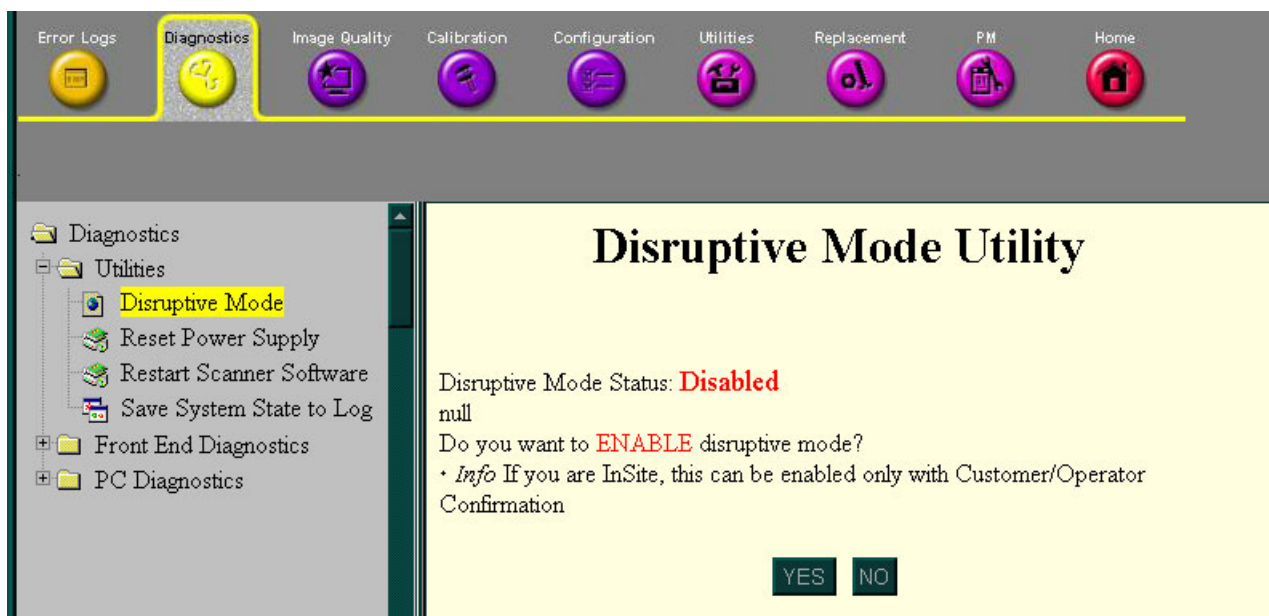 Error Logs
Diagnostics
Image Quality
Calibration
Configuration
Utilities
Replacement
PM
Home
Diagnostics
Utilities
Disruptive Mode
Reset Power Supply
Restart Scanner Software
Save System State to Log
Front End Diagnostics
PC Diagnostics
Disruptive Mode Utility
Disruptive Mode Status: Disabled
null
Do you want to ENABLE disruptive mode?
· Info If you are InSite, this can be enabled only with Customer/Operator
Confirmation
YES NO